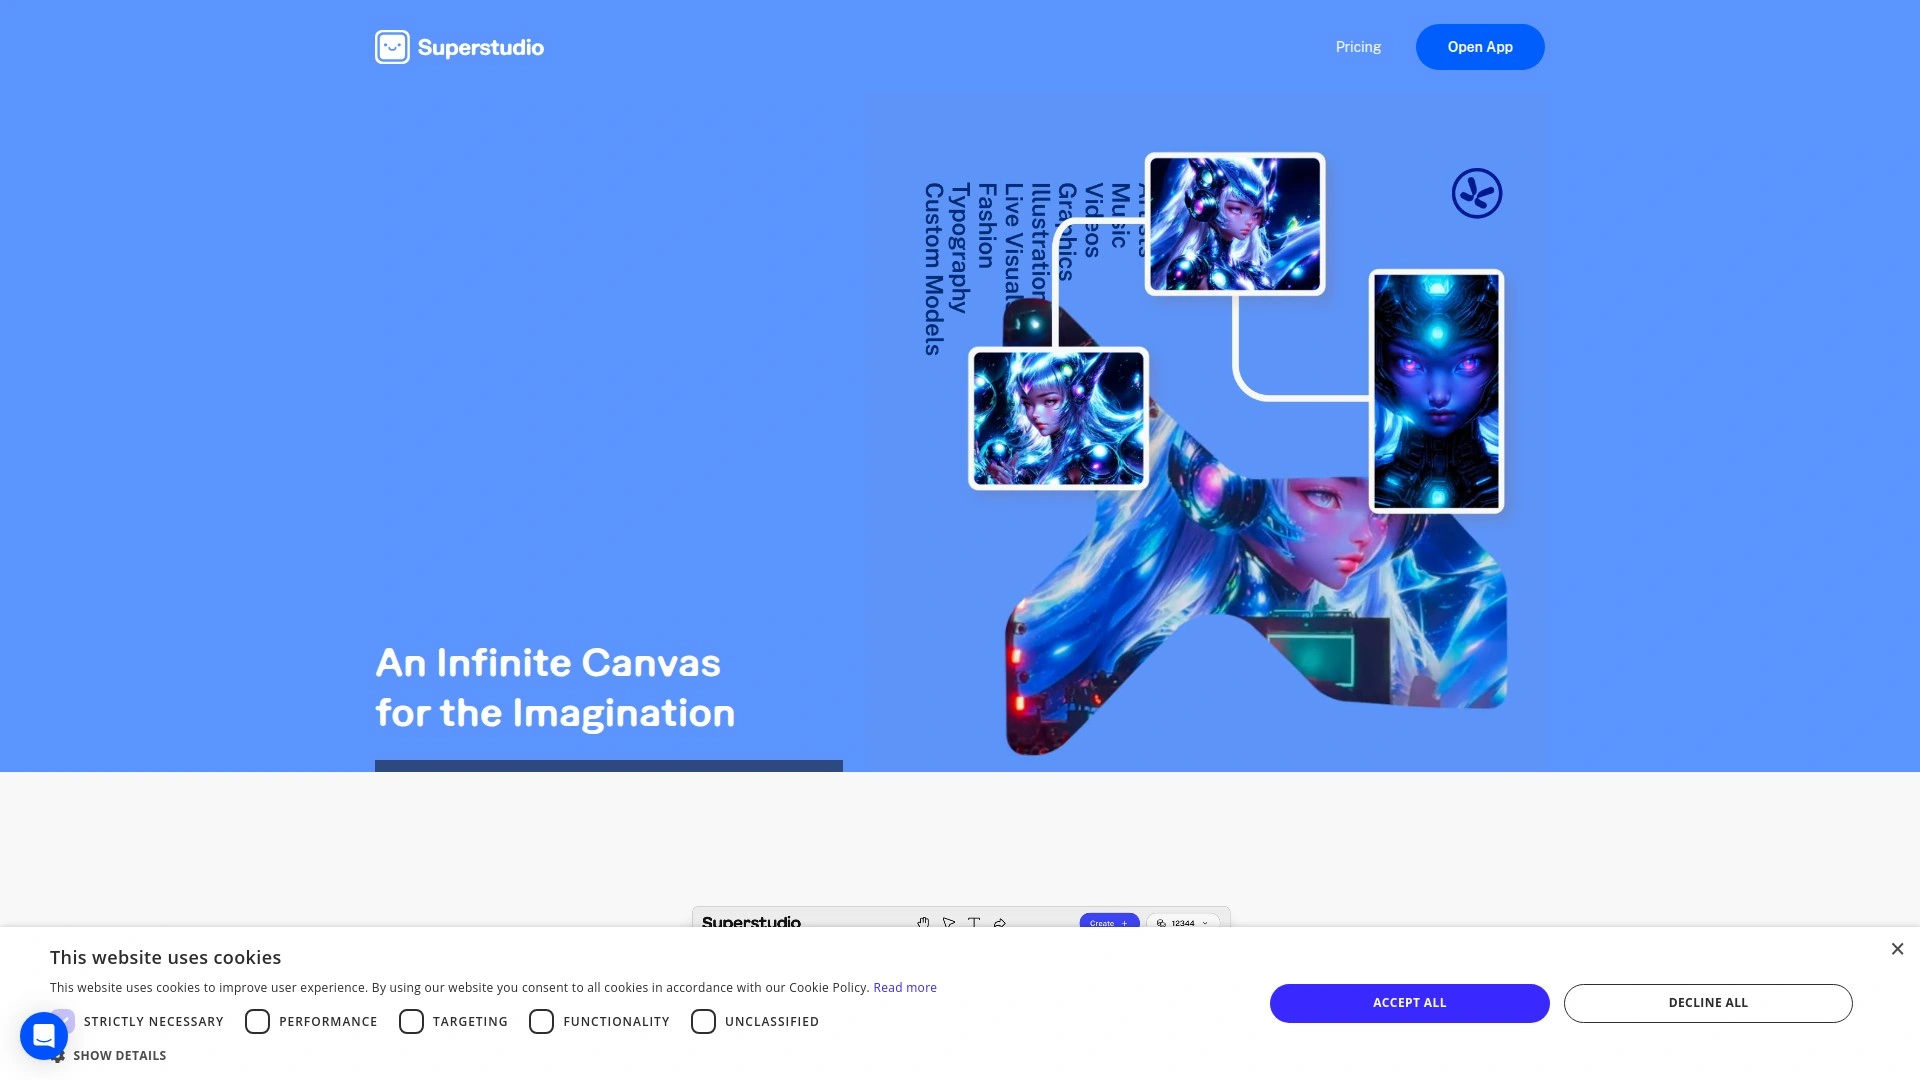 Superstudio
Pricing
Open App
Music
Videos
Graphics
Illustration
Live Visuals
Fashion
Typography
Custom Models
An Infinite Canvas
for the Imagination
Superstudio
Create +
12344
This website uses cookies
This website uses cookies to improve user experience. By using our website you consent to all cookies in accordance with our Cookie Policy. Read more
STRICTLY NECESSARY
PERFORMANCE
TARGETING
FUNCTIONALITY
UNCLASSIFIED
SHOW DETAILS
ACCEPT ALL
DECLINE ALL